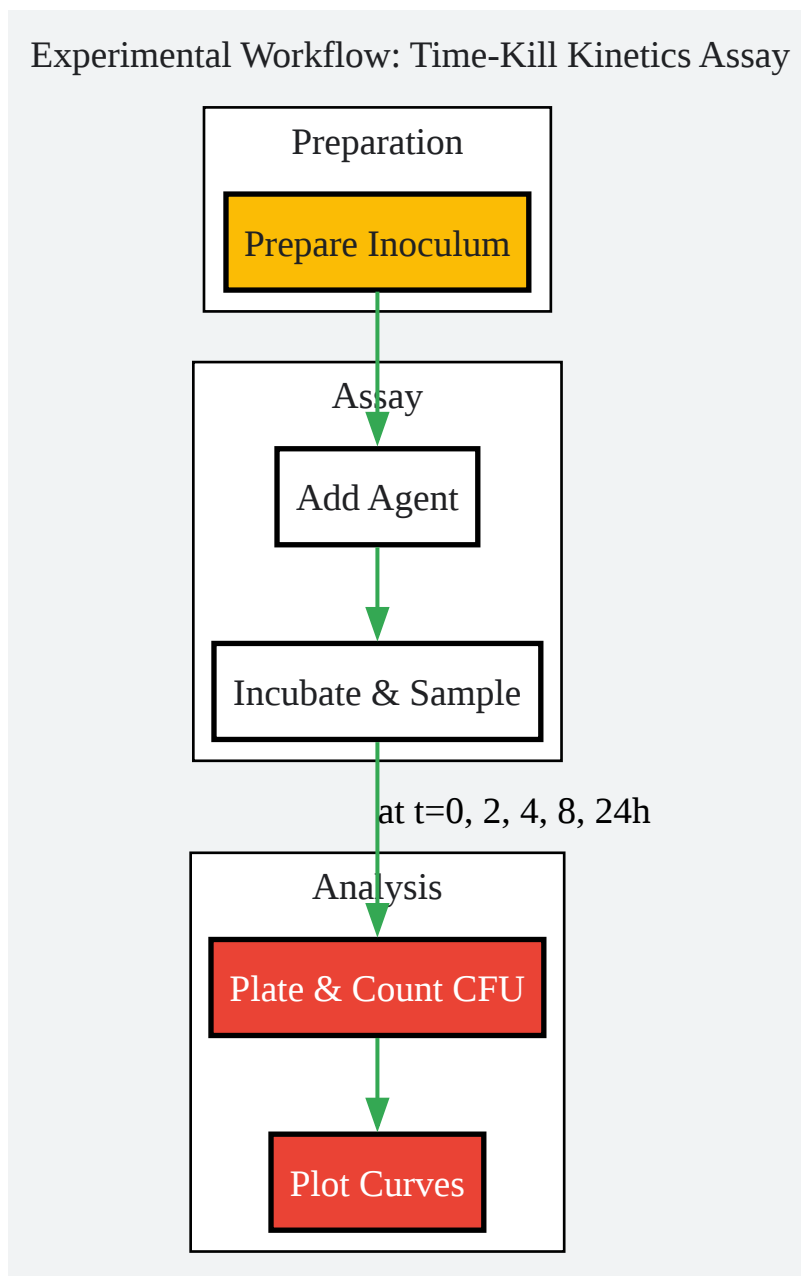 Experimental Workflow: Time-Kill Kinetics Assay
Preparation
Prepare Inoculum
Assay
Add Agent
Incubate & Sample
at t=0, 2, 4, 8, 24h
Analysis
Plate & Count CFU
Plot Curves